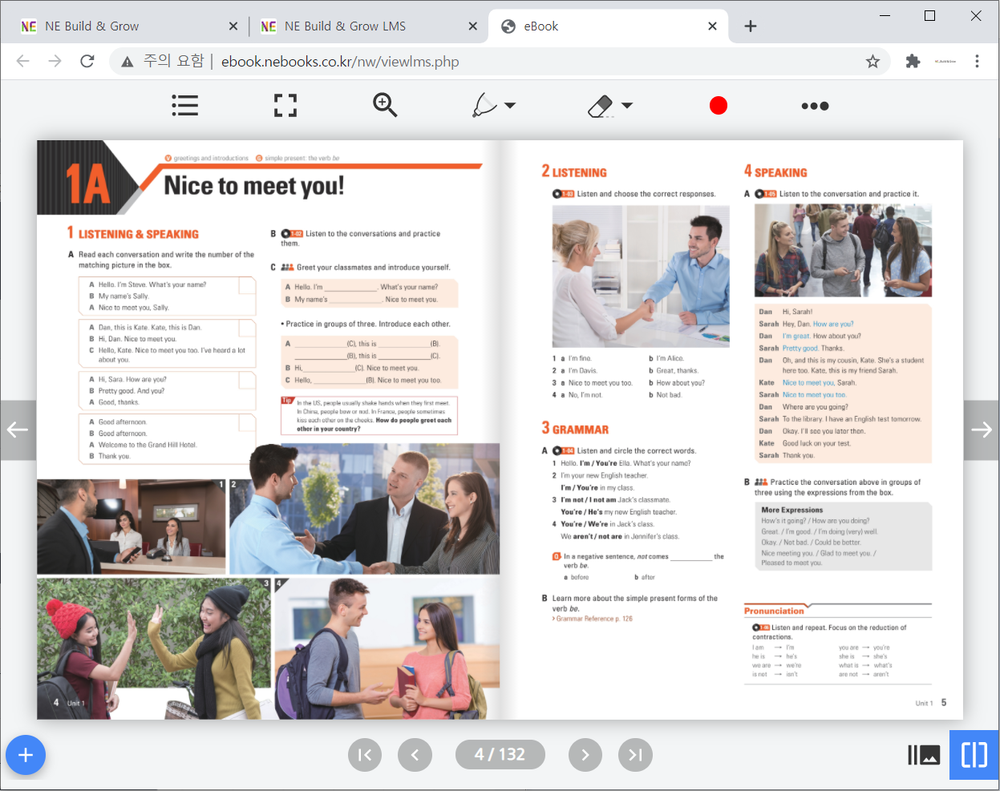 NE Build & Grow
NE Build & Grow LMS
eBook
주의 요함 | ebook.nebooks.co.kr/nw/viewlms.php
1A
V greetings and introductions G simple present: the verb be
Nice to meet you!
1 LISTENING & SPEAKING
A Read each conversation and write the number of the
matching picture in the box.
A Hello. I'm Steve. What's your name?
B My name's Sally.
A Nice to meet you, Sally.
A Dan, this is Kate. Kate, this is Dan.
B Hi, Dan. Nice to meet you.
C Hello, Kate. Nice to meet you too. I've heard a lot
about you.
A Hi, Sara. How are you?
B Pretty good. And you?
A Good, thanks.
A Good afternoon.
B Good afternoon.
A Welcome to the Grand Hill Hotel.
B Thank you.
B 1-02 Listen to the conversations and practice
them.
C Greet your classmates and introduce yourself.
A Hello. I'm ____________. What's your name?
B My name's ____________. Nice to meet you.
• Practice in groups of three. Introduce each other.
A ____________(C), this is ____________(B).
____________(B), this is ____________(C).
B Hi, ____________(C). Nice to meet you.
C Hello, ____________(B). Nice to meet you too.
Tip In the US, people usually shake hands when they first meet.
In China, people bow or nod. In France, people sometimes
kiss each other on the cheeks. How do people greet each
other in your country?
1
2
3
4
4 Unit 1
2 LISTENING
1-03 Listen and choose the correct responses.
1 a I'm fine. b I'm Alice.
2 a I'm Davis. b Great, thanks.
3 a Nice to meet you too. b How about you?
4 a No, I'm not. b Not bad.
3 GRAMMAR
A 1-04 Listen and circle the correct words.
1 Hello. I'm / You're Ella. What's your name?
2 I'm your new English teacher.
I'm / You're in my class.
3 I'm not / I not am Jack's classmate.
You're / He's my new English teacher.
4 You're / We're in Jack's class.
We aren't / not are in Jennifer's class.
Q In a negative sentence, not comes ____________ the
verb be.
a before b after
B Learn more about the simple present forms of the
verb be.
> Grammar Reference p. 126
4 SPEAKING
A 1-05 Listen to the conversation and practice it.
Dan Hi, Sarah!
Sarah Hey, Dan. How are you?
Dan I'm great. How about you?
Sarah Pretty good. Thanks.
Dan Oh, and this is my cousin, Kate. She's a student
here too. Kate, this is my friend Sarah.
Kate Nice to meet you, Sarah.
Sarah Nice to meet you too.
Dan Where are you going?
Sarah To the library. I have an English test tomorrow.
Dan Okay. I'll see you later then.
Kate Good luck on your test.
Sarah Thank you.
B Practice the conversation above in groups of
three using the expressions from the box.
More Expressions
How's it going? / How are you doing?
Great. / I'm good. / I'm doing (very) well.
Okay. / Not bad. / Could be better.
Nice meeting you. / Glad to meet you. /
Pleased to meet you.
Pronunciation
1-06 Listen and repeat. Focus on the reduction of
contractions.
I am → I'm you are → you're
he is → he's she is → she's
we are → we're what is → what's
is not → isn't are not → aren't
Unit 1 5
4 / 132